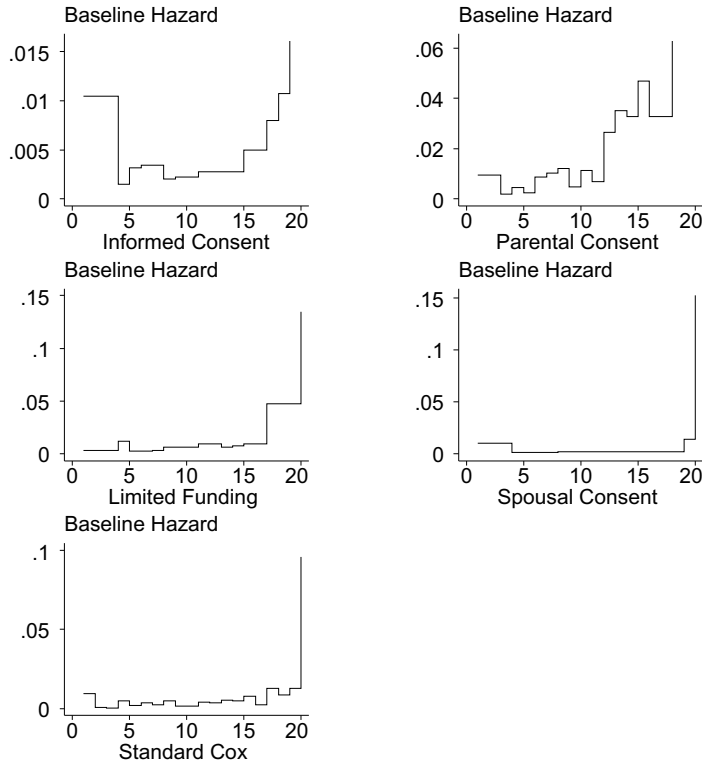 Baseline Hazard
.015
.01
.005
0
0 5 10 15 20
Informed Consent
Baseline Hazard
.06
.04
.02
0
0 5 10 15 20
Parental Consent
Baseline Hazard
.15
.1
.05
0
0 5 10 15 20
Limited Funding
Baseline Hazard
.15
.1
.05
0
0 5 10 15 20
Spousal Consent
Baseline Hazard
.1
.05
0
0 5 10 15 20
Standard Cox